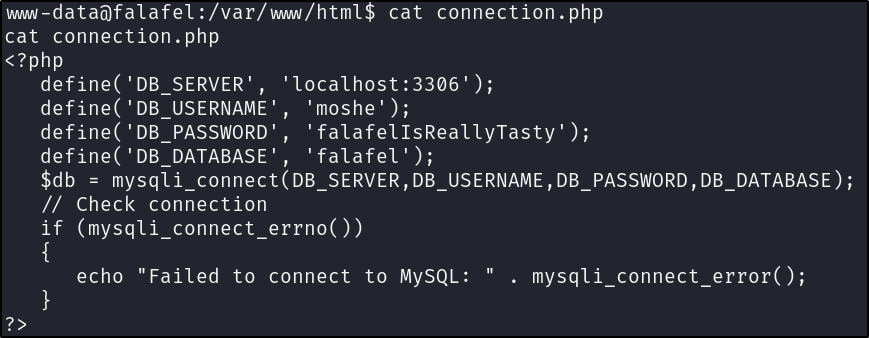 www-data@falafel:/var/www/html$ cat connection.php
cat connection.php
<?php
   define('DB_SERVER', 'localhost:3306');
   define('DB_USERNAME', 'moshe');
   define('DB_PASSWORD', 'falafelIsReallyTasty');
   define('DB_DATABASE', 'falafel');
   $db = mysqli_connect(DB_SERVER,DB_USERNAME,DB_PASSWORD,DB_DATABASE);
   // Check connection
   if (mysqli_connect_errno())
   {
      echo "Failed to connect to MySQL: " . mysqli_connect_error();
   }
?>